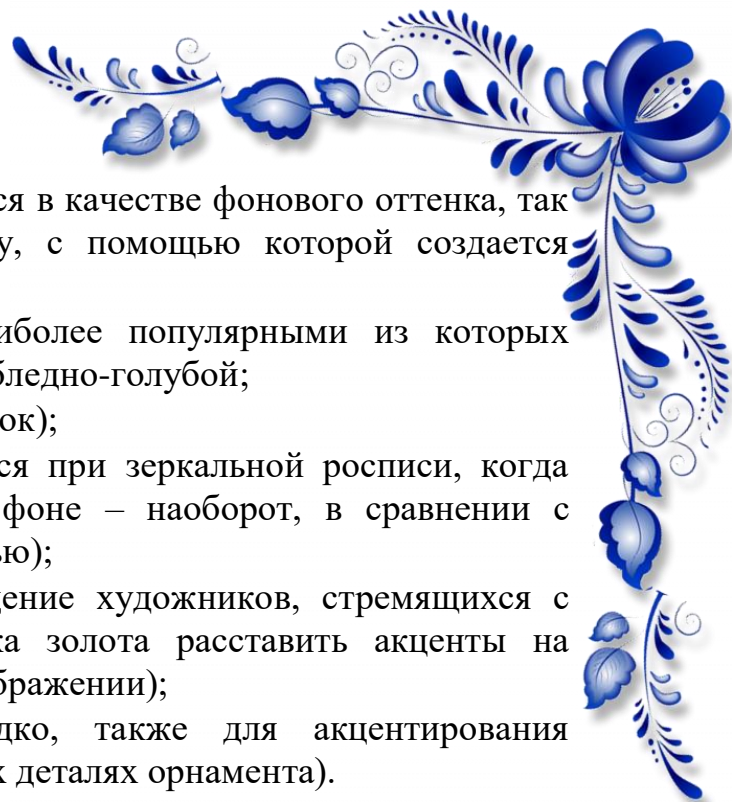 ся в качестве фонового оттенка, так
у, с помощью которой создается
иболее популярными из которых
бледно-голубой;
ок);
ся при зеркальной росписи, когда
фоне – наоборот, в сравнении с
ью);
дение художников, стремящихся с
ка золота расставить акценты на
бражении);
дко, также для акцентирования
х деталях орнамента).